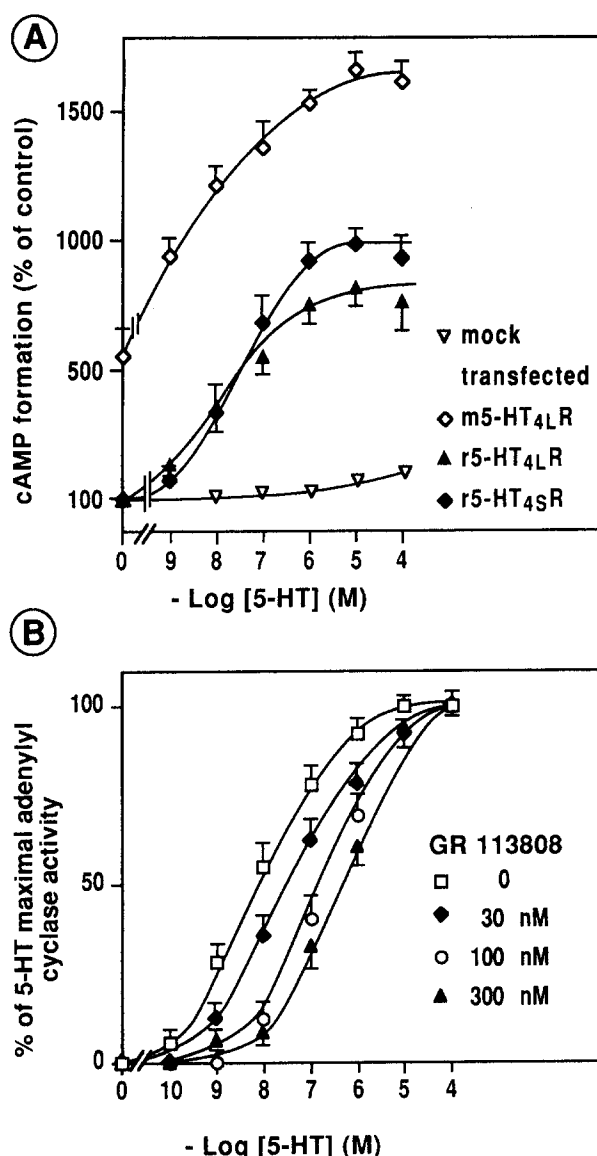 A
cAMP formation (% of control)
1500
1000
500
100
mock
transfected
m5-HT4LR
r5-HT4LR
r5-HT4SR
0 9 8 7 6 5 4
- Log [5-HT] (M)
B
% of 5-HT maximal adenylyl
cyclase activity
100
50
0
GR 113808
0
30 nM
100 nM
300 nM
0 10 9 8 7 6 5 4
- Log [5-HT] (M)